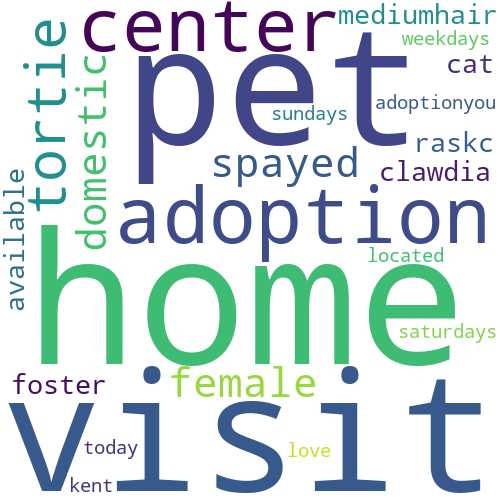 center
mediumhair
weekdays
pet
cat
tortie
domestic
sundays
adoptionyou
raskc
spayed
clawdia
available
adoption
home
located
saturdays
foster
female
visit
today
love
kent